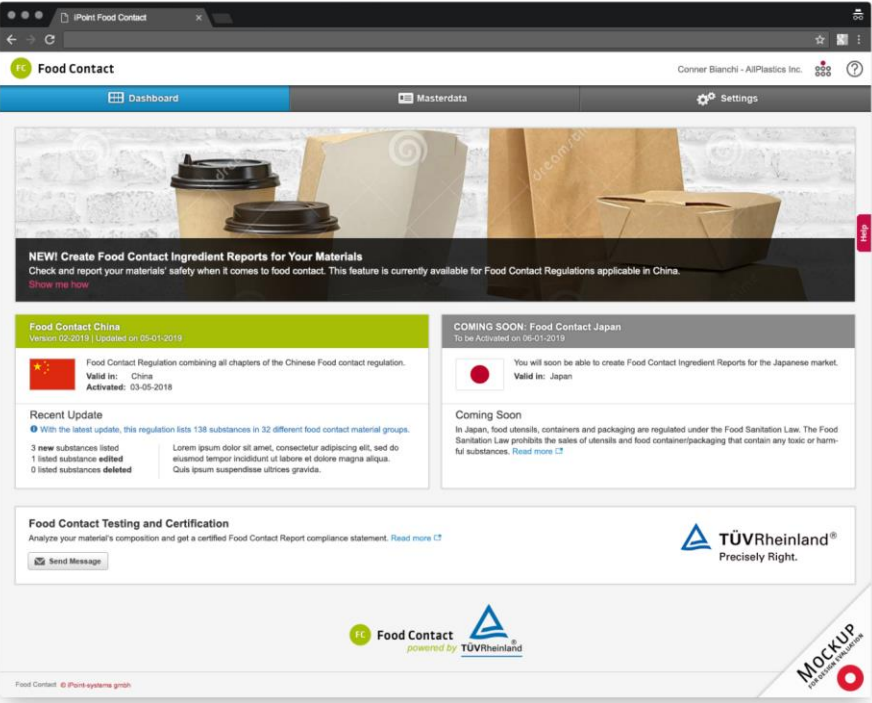 iPoint Food Contact
FC Food Contact
Conner Bianchi - AllPlastics Inc.
Dashboard
Masterdata
Settings
dreamstime
Help
NEW! Create Food Contact Ingredient Reports for Your Materials
Check and report your materials' safety when it comes to food contact. This feature is currently available for Food Contact Regulations applicable in China.
Show me how
Food Contact China
Version 02-2019 | Updated on 05-01-2019
Food Contact Regulation combining all chapters of the Chinese Food contact regulation.
Valid in: China
Activated: 03-05-2018
Recent Update
With the latest update, this regulation lists 138 substances in 32 different food contact material groups.
3 new substances listed
1 listed substance edited
0 listed substances deleted
Lorem ipsum dolor sit amet, consectetur adipiscing elit, sed do
eiusmod tempor incididunt ut labore et dolore magna aliqua.
Quis ipsum suspendisse ultrices gravida.
COMING SOON: Food Contact Japan
To be Activated on 06-01-2019
You will soon be able to create Food Contact Ingredient Reports for the Japanese market.
Valid in: Japan
Coming Soon
In Japan, food utensils, containers and packaging are regulated under the Food Sanitation Law. The Food
Sanitation Law prohibits the sales of utensils and food container/packaging that contain any toxic or harm-
ful substances. Read more
Food Contact Testing and Certification
Analyze your material's composition and get a certified Food Contact Report compliance statement. Read more
Send Message
TÜVRheinland®
Precisely Right.
FC Food Contact
powered by TÜVRheinland®
MOCKUP
FOR DESIGN EVALUATION
Food Contact © iPoint-systems gmbh